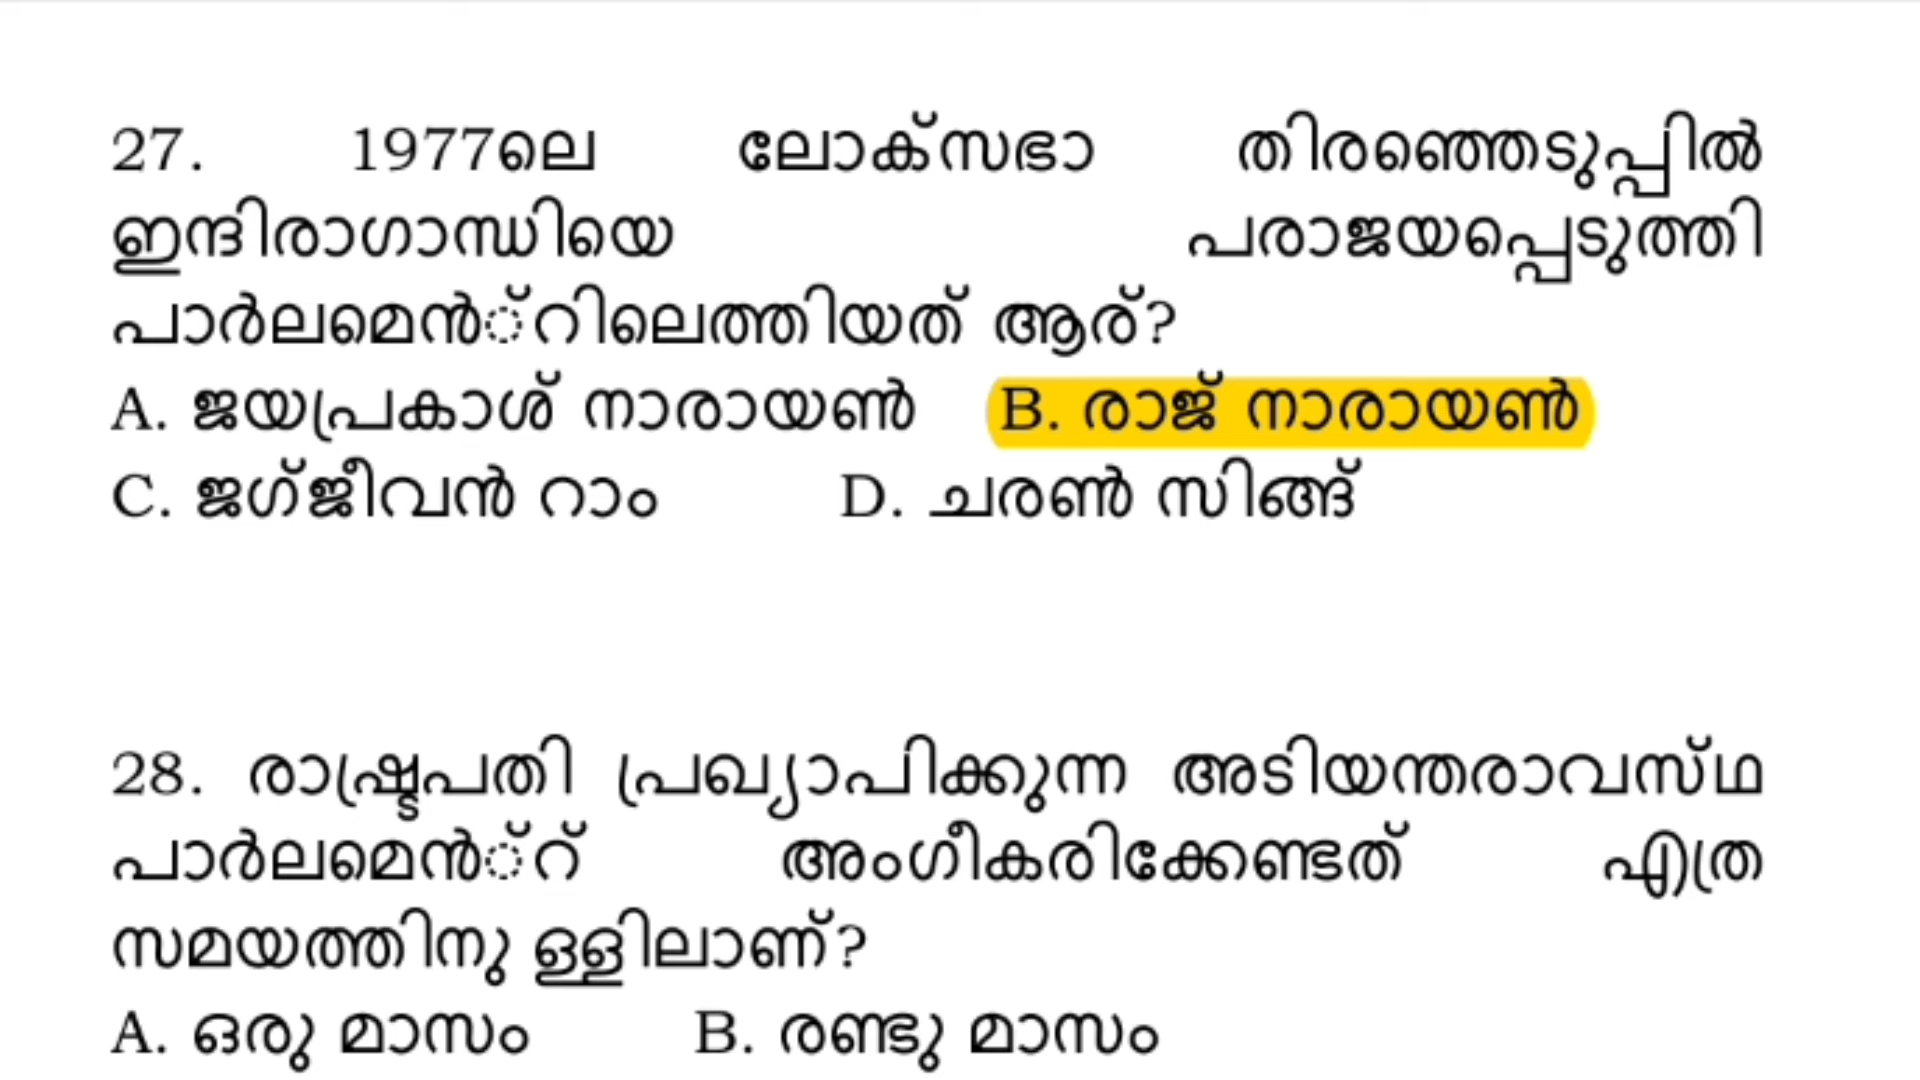 27. 1977ലെ ലോക്സഭാ തിരഞ്ഞെടുപ്പിൽ
ഇന്ദിരാഗാന്ധിയെ പരാജയപ്പെടുത്തി
പാർലമെൻ്റിലെത്തിയത് ആര്?
A. ജയപ്രകാശ് നാരായൺ B. രാജ് നാരായൺ
C. ജഗ്ജീവൻ റാം D. ചരൺ സിങ്ങ്
28. രാഷ്ട്രപതി പ്രഖ്യാപിക്കുന്ന അടിയന്തരാവസ്ഥ
പാർലമെൻ്റ് അംഗീകരിക്കേണ്ടത് എത്ര
സമയത്തിനു ള്ളിലാണ്?
A. ഒരു മാസം B. രണ്ടു മാസം